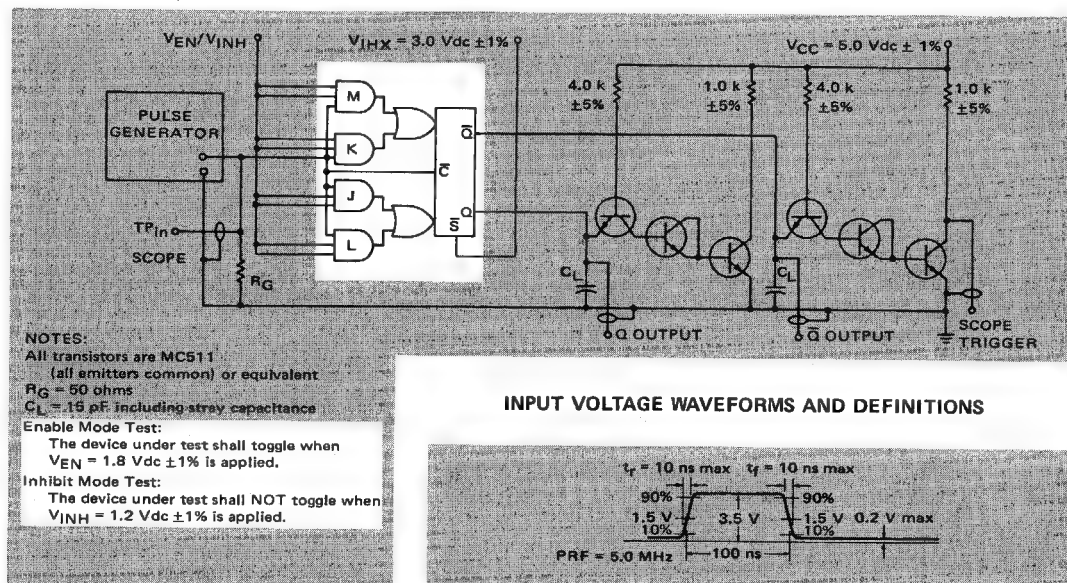 VEN/VINH
VIHX = 3.0 Vdc ±1%
VCC = 5.0 Vdc ± 1%
4.0 k
±5%
1.0 k
±5%
4.0 k
±5%
1.0 k
±5%
PULSE
GENERATOR
M
K
J
L
Q̅
C̅
Q
S̅
TPin
SCOPE
RG
CL
CL
Q OUTPUT
Q̅ OUTPUT
SCOPE
TRIGGER
NOTES:
All transistors are MC511
(all emitters common) or equivalent
RG = 50 ohms
CL = 15 pF including stray capacitance
Enable Mode Test:
The device under test shall toggle when
VEN = 1.8 Vdc ±1% is applied.
Inhibit Mode Test:
The device under test shall NOT toggle when
VINH = 1.2 Vdc ±1% is applied.
INPUT VOLTAGE WAVEFORMS AND DEFINITIONS
tr = 10 ns max tf = 10 ns max
90%
90%
1.5 V
3.5 V
1.5 V
0.2 V max
10%
10%
PRF = 5.0 MHz
100 ns